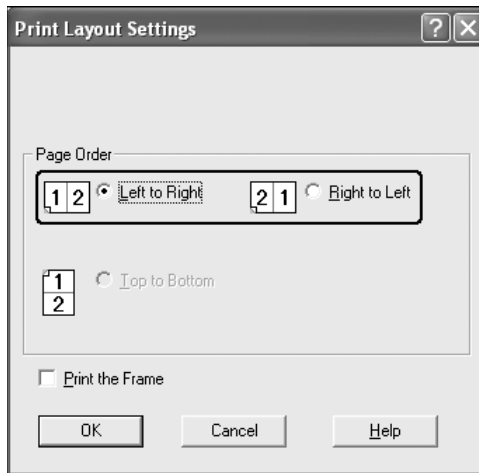 Print Layout Settings
Page Order
1 2 Left to Right 2 1 Right to Left
1
2
Top to Bottom
Print the Frame
OK Cancel Help